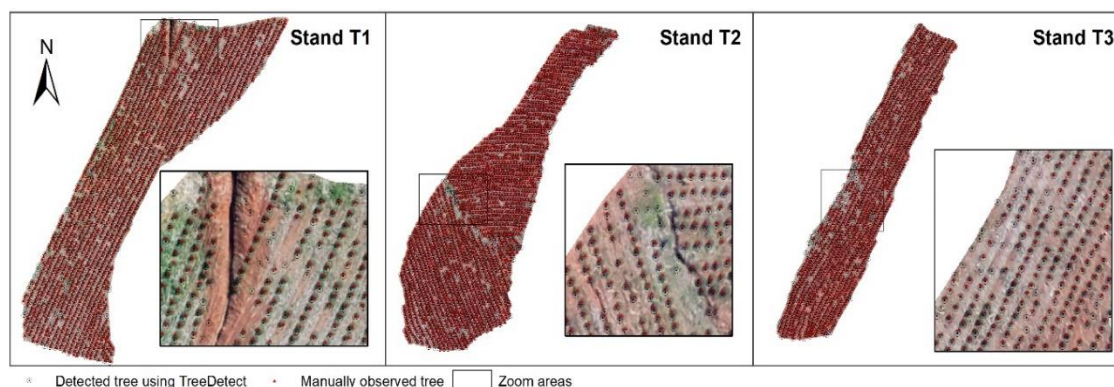 Stand T1
Stand T2
Stand T3
N
Detected tree using TreeDetect
Manually observed tree
Zoom areas